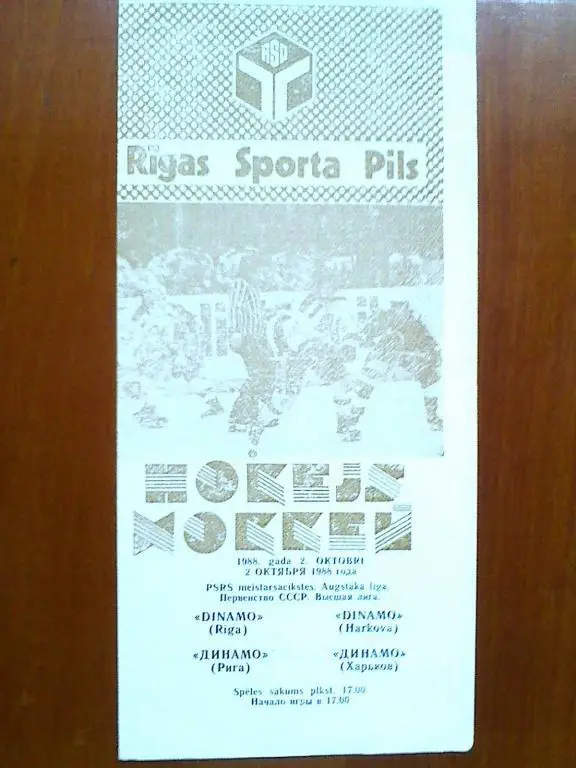 RSP
Rīgas Sporta Pils
HOKEJS
ХОККЕЙ
1988. gada 2. OKTOBRĪ
2 ОКТЯБРЯ 1988 года
PSRS meistarsacīkstes. Augstākā līga.
Первенство СССР. Высшая лига.
«DINAMO» «DINAMO»
(Rīga) (Harkova)
«ДИНАМО» «ДИНАМО»
(Рига) (Харьков)
Spēles sākums plkst. 17.00
Начало игры в 17.00